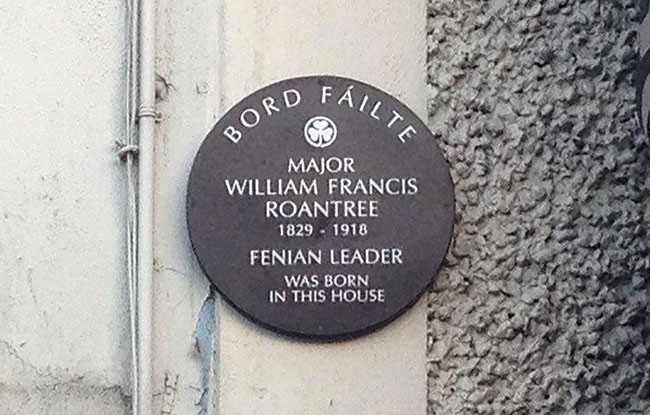 BORD FÁILTE
MAJOR
WILLIAM FRANCIS
ROANTREE
1829 - 1918
FENIAN LEADER
WAS BORN
IN THIS HOUSE